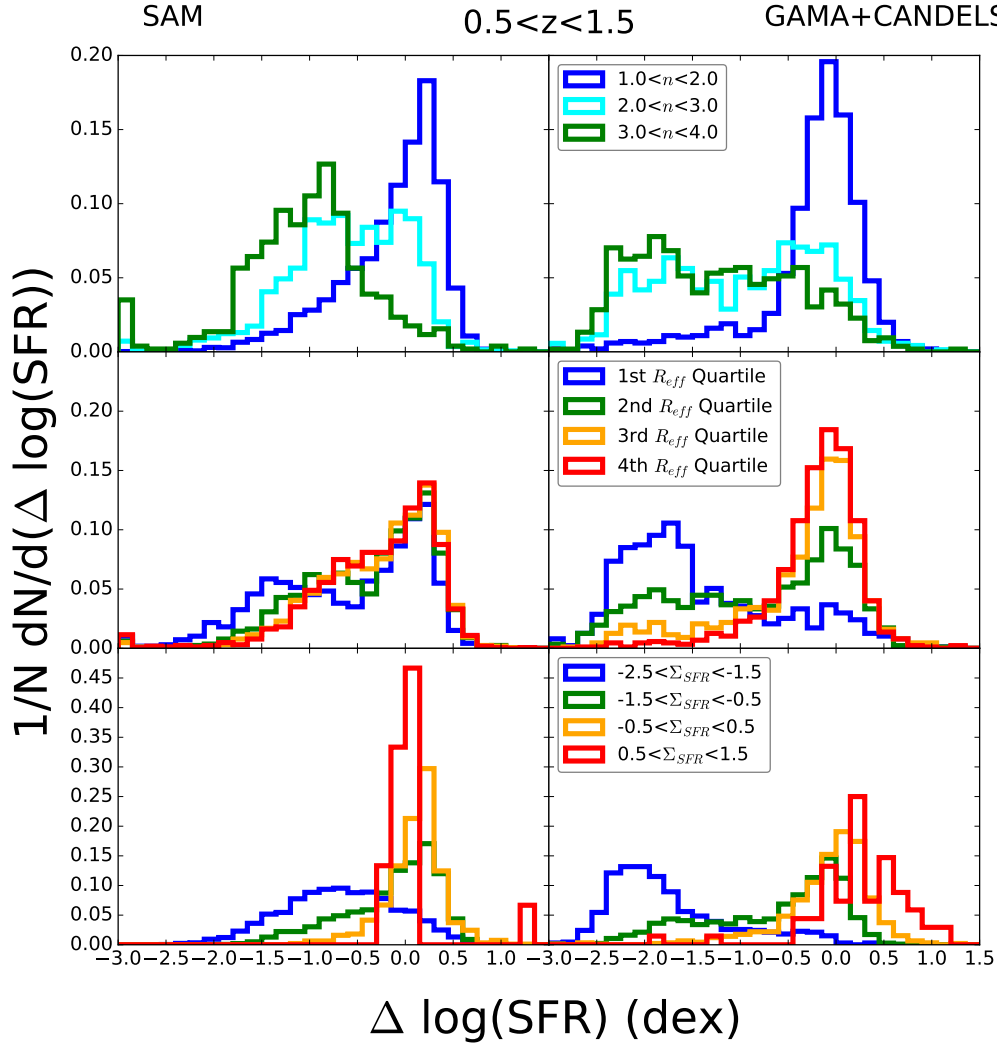 SAM 0.5<z<1.5 GAMA+CANDELS
1/N dN/d(Δ log(SFR))
0.20
0.15
0.10
0.05
0.00
1.0<n<2.0
2.0<n<3.0
3.0<n<4.0
0.20
0.15
0.10
0.05
0.00
1st R_eff Quartile
2nd R_eff Quartile
3rd R_eff Quartile
4th R_eff Quartile
0.45
0.40
0.35
0.30
0.25
0.20
0.15
0.10
0.05
0.00
-2.5<Σ_SFR<-1.5
-1.5<Σ_SFR<-0.5
-0.5<Σ_SFR<0.5
0.5<Σ_SFR<1.5
−3.0 −2.5 −2.0 −1.5 −1.0 −0.5 0.0 0.5 1.0 −3.0 −2.5 −2.0 −1.5 −1.0 −0.5 0.0 0.5 1.0 1.5
Δ log(SFR) (dex)